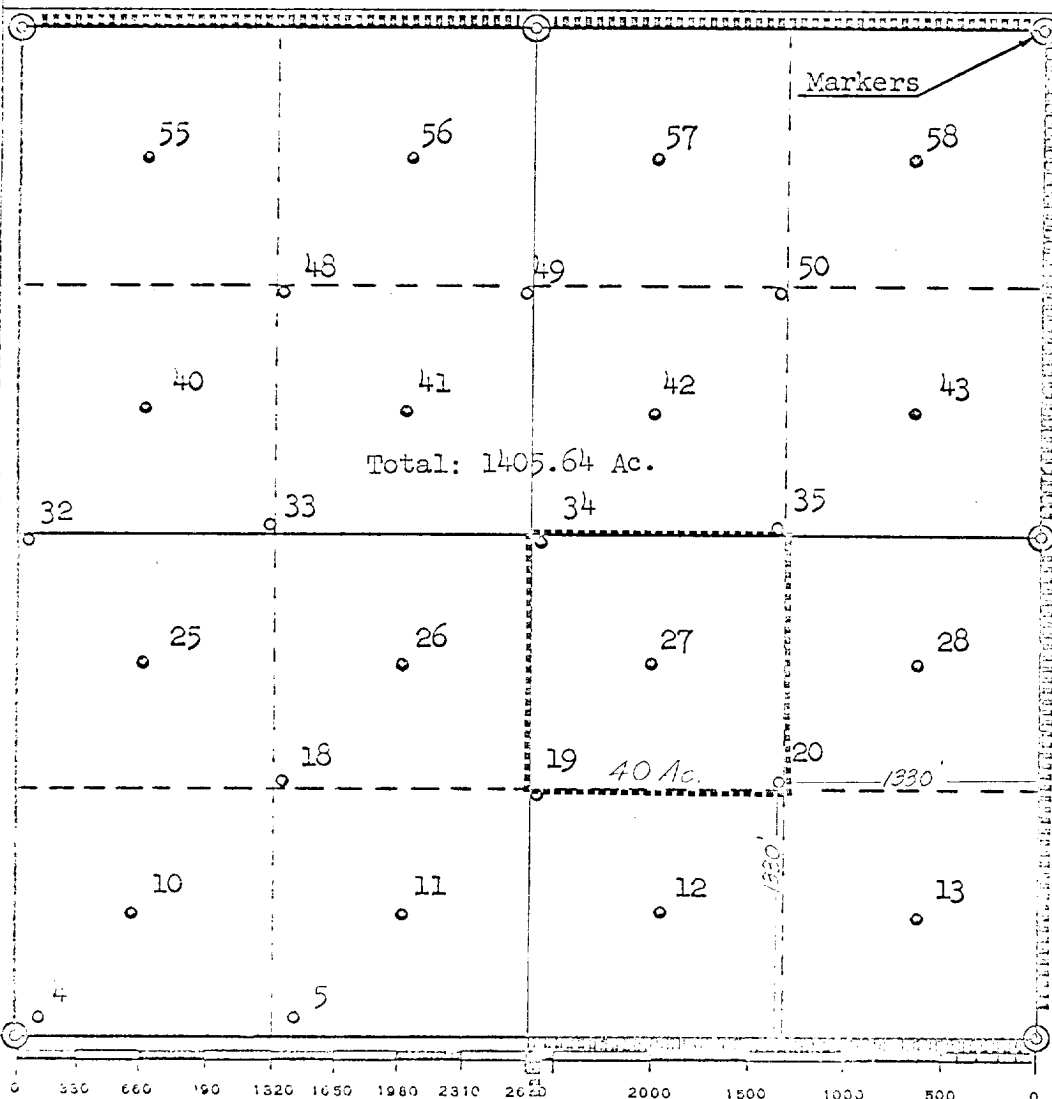 Markers
55 56 57 58
48 49 50
40 41 42 43
Total: 1405.64 Ac.
32 33 34 35
25 26 27 28
18 19 40 Ac. 20 1330'
1330'
10 11 12 13
4 5
0 330 660 990 1320 1650 1980 2310 2000 1500 1000 500 0